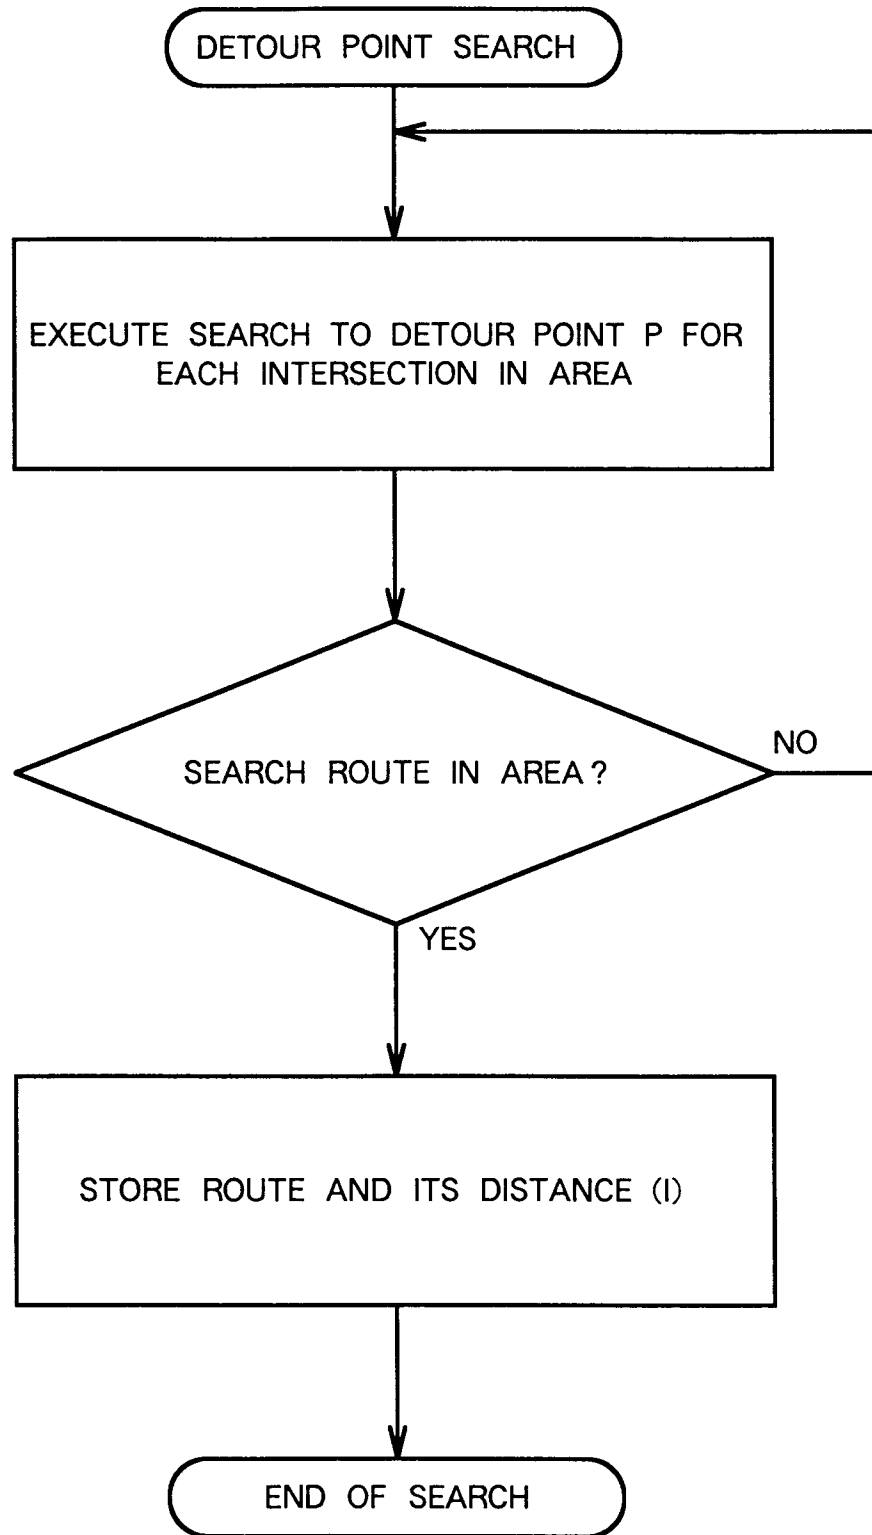 DETOUR POINT SEARCH
EXECUTE SEARCH TO DETOUR POINT P FOR
EACH INTERSECTION IN AREA
SEARCH ROUTE IN AREA?
NO
YES
STORE ROUTE AND ITS DISTANCE (l)
END OF SEARCH